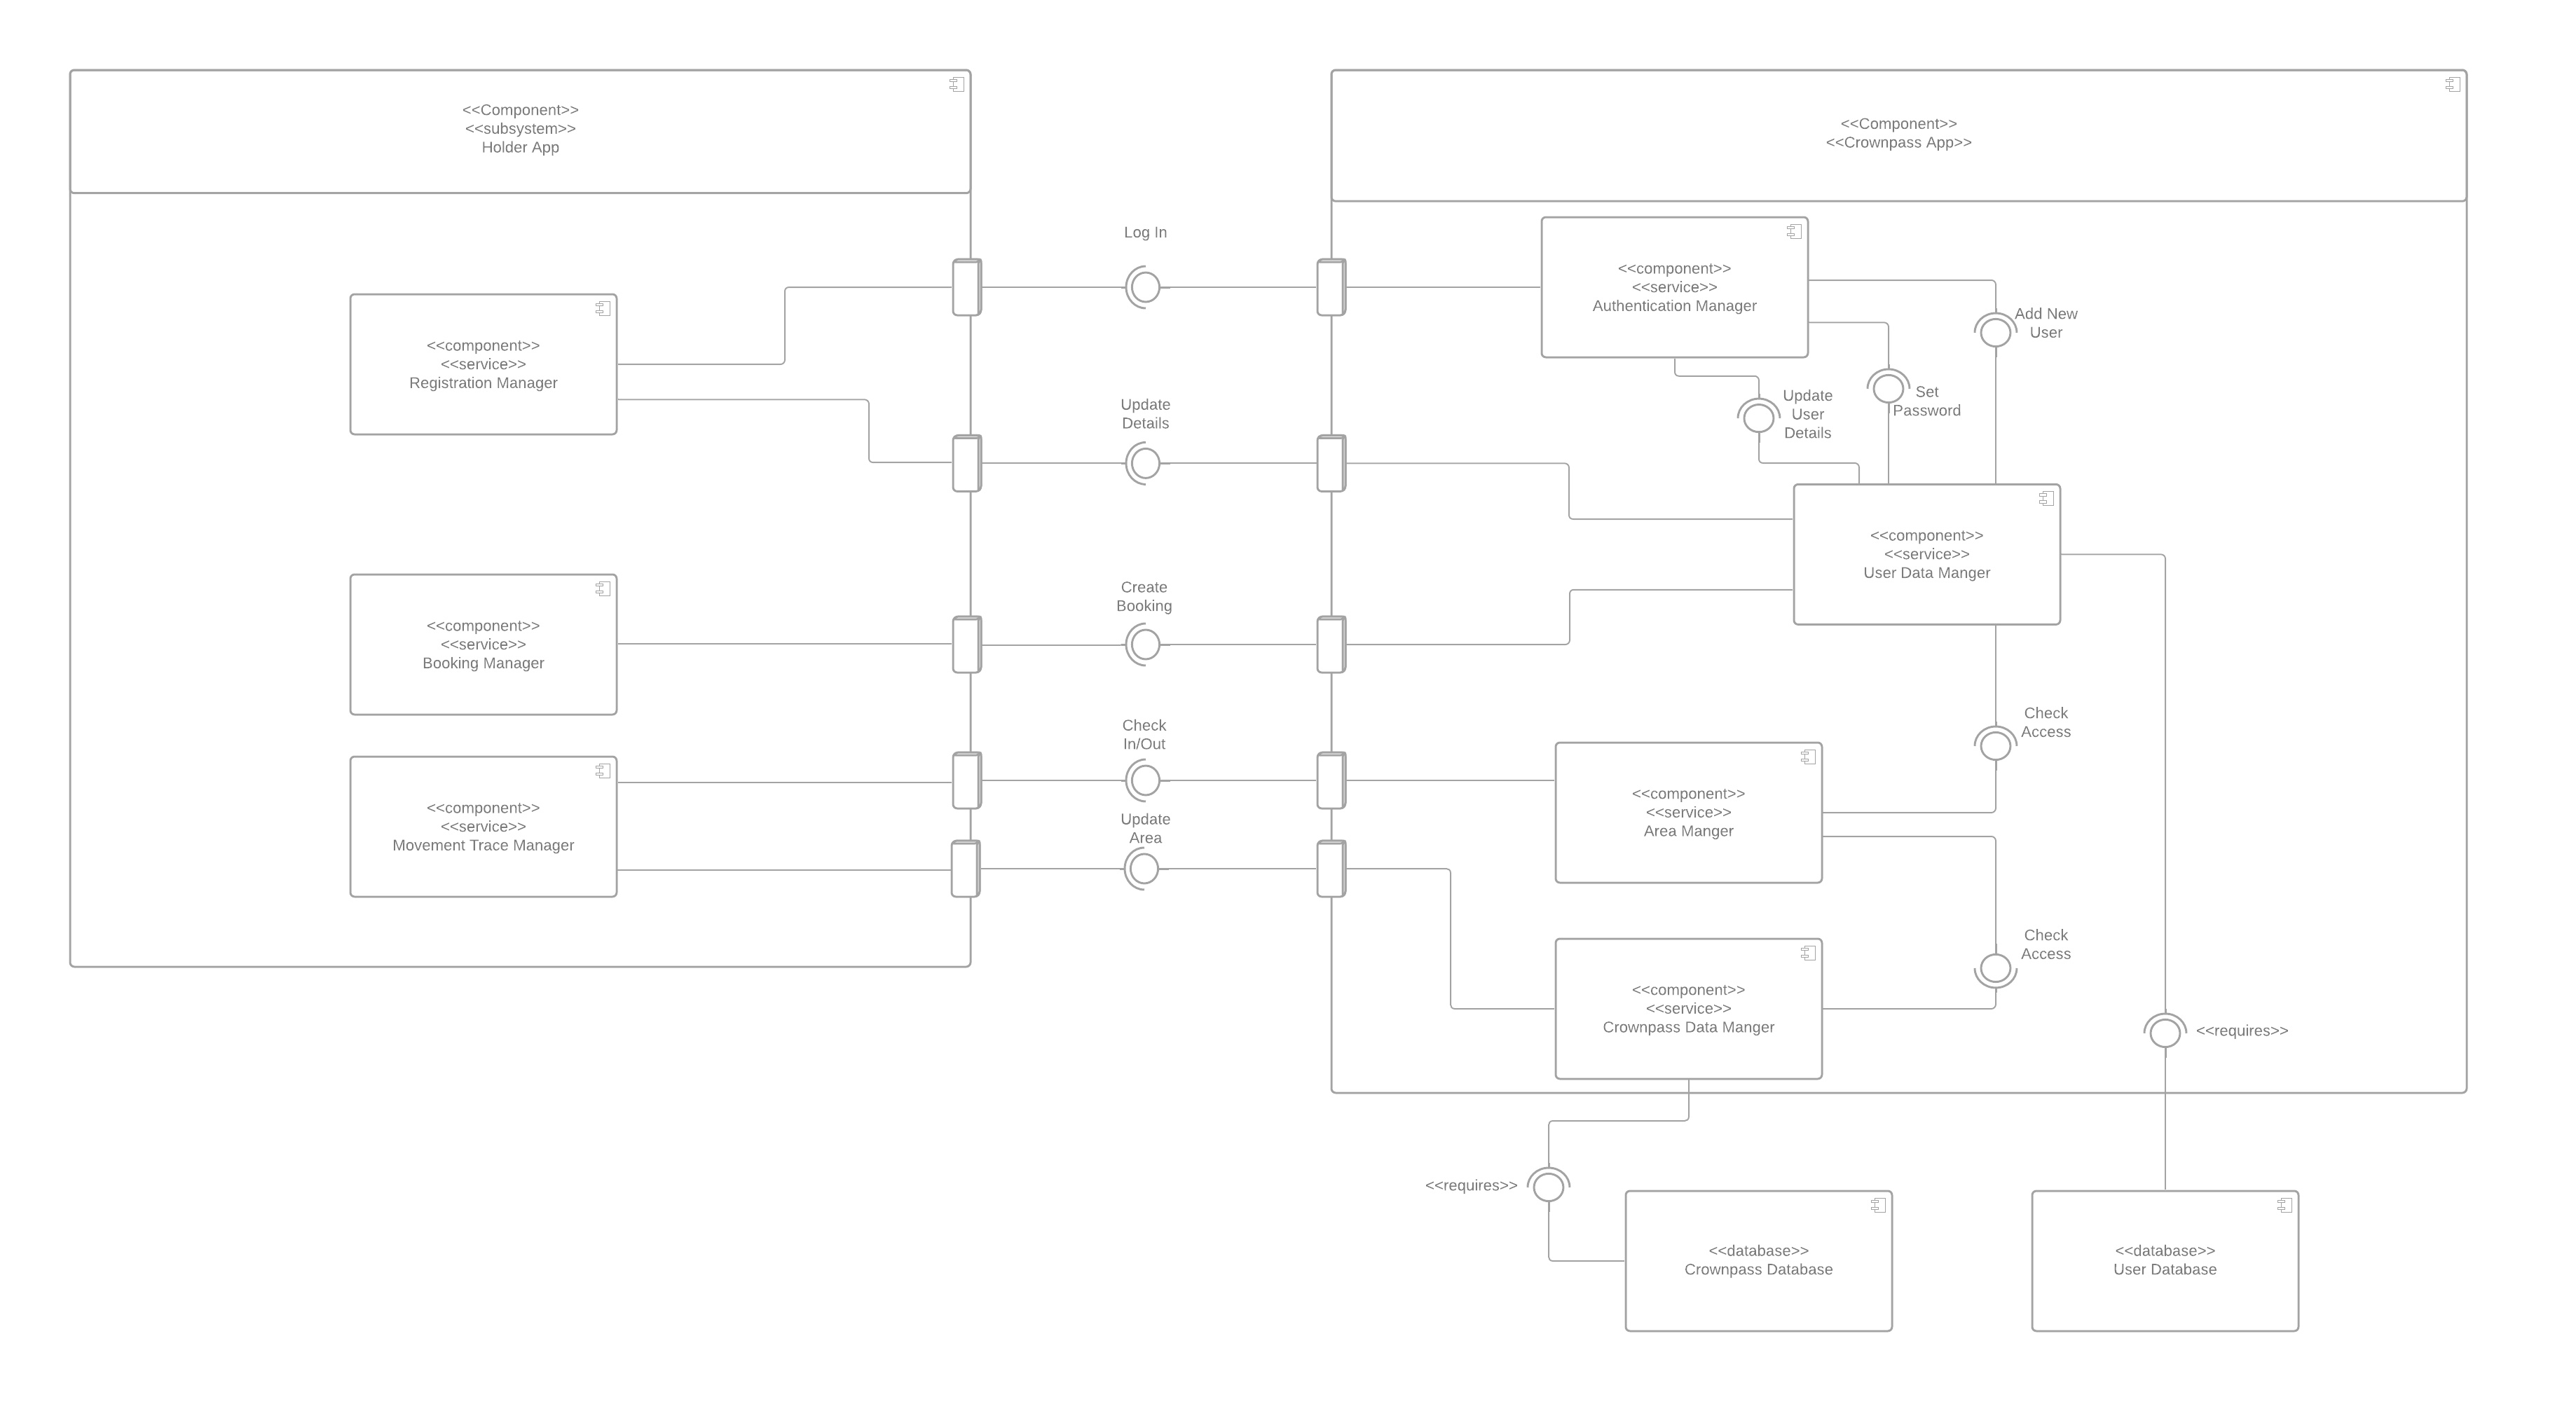 <<Component>>
<<subsystem>>
Holder App
<<Component>>
<<Crownpass App>>
Log In
<<component>>
<<service>>
Authentication Manager
Add New
User
<<component>>
<<service>>
Registration Manager
Update
Details
Update
User
Details
Set
Password
<<component>>
<<service>>
User Data Manger
Create
Booking
<<component>>
<<service>>
Booking Manager
Check
In/Out
Check
Access
<<component>>
<<service>>
Movement Trace Manager
Update
Area
<<component>>
<<service>>
Area Manger
Check
Access
<<component>>
<<service>>
Crownpass Data Manger
<<requires>>
<<requires>>
<<database>>
Crownpass Database
<<database>>
User Database